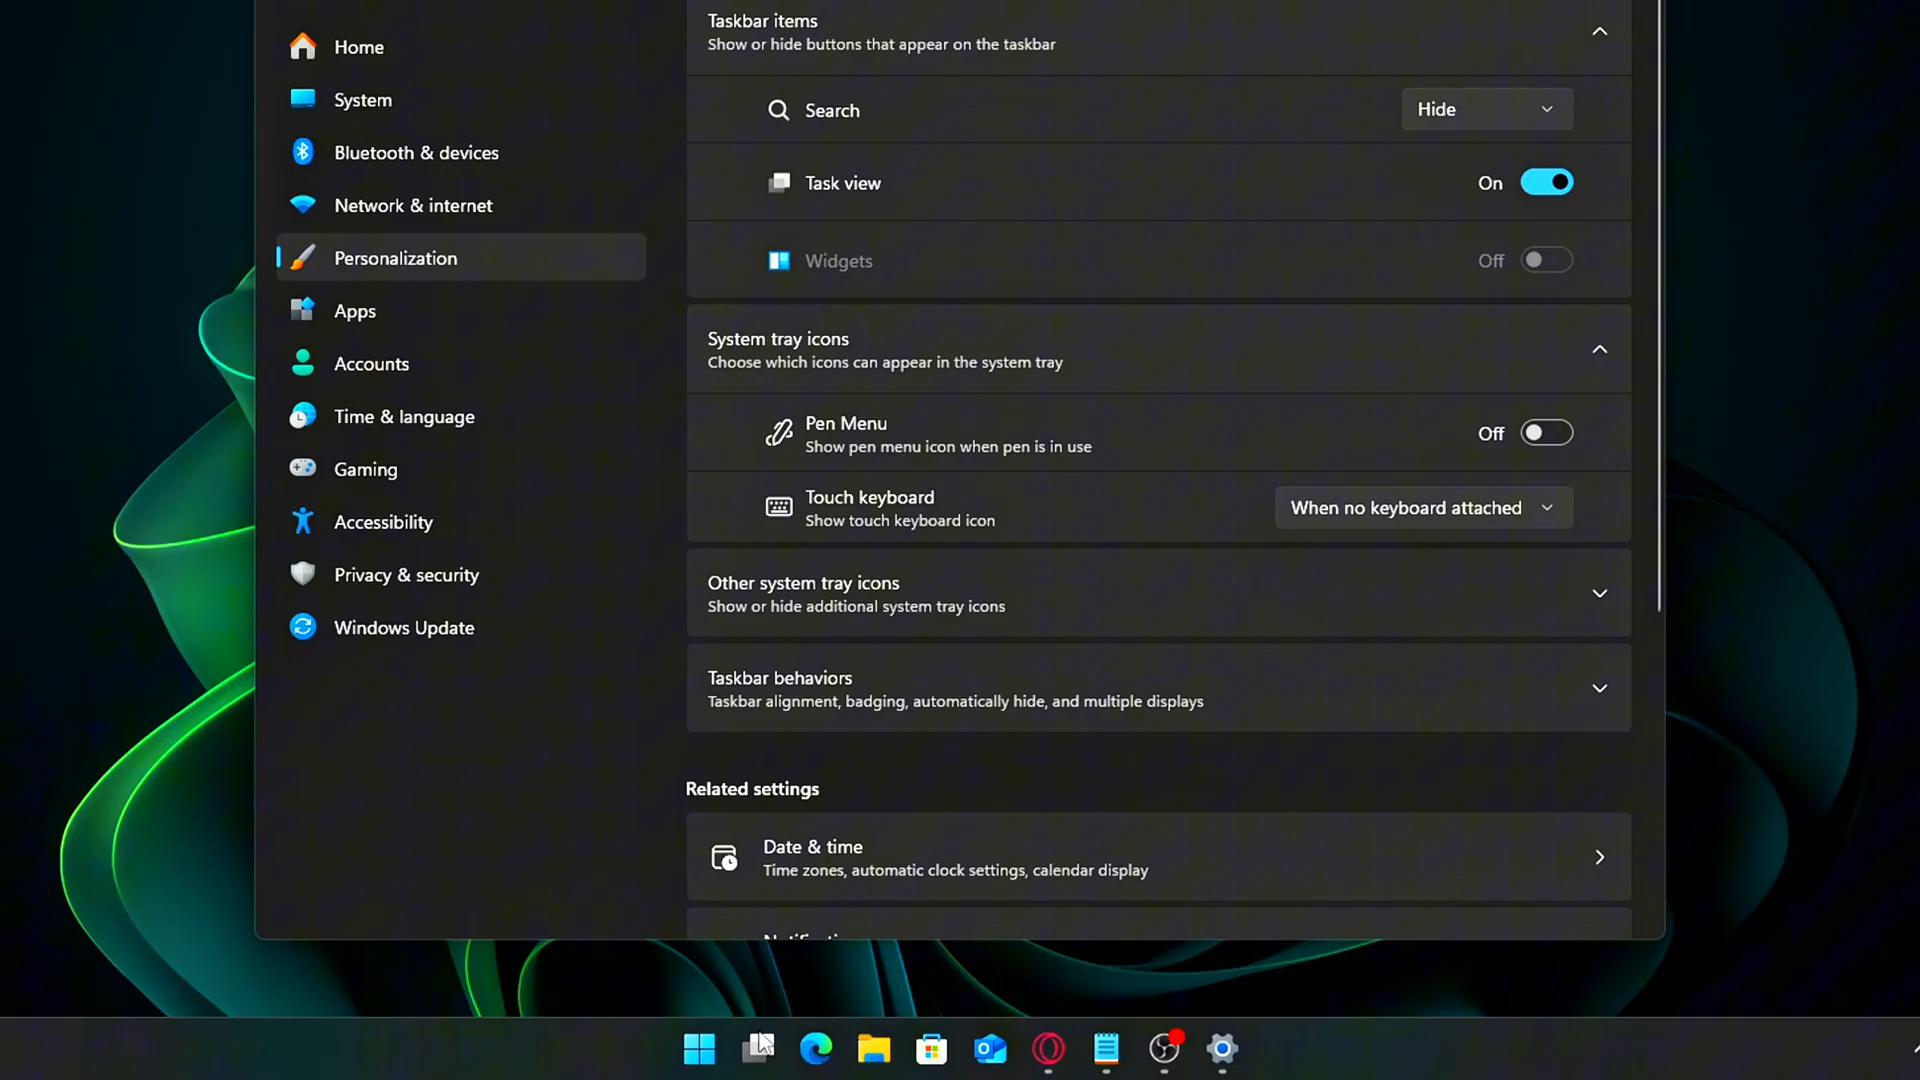 Home
System
Bluetooth & devices
Network & internet
Personalization
Apps
Accounts
Time & language
Gaming
Accessibility
Privacy & security
Windows Update
Taskbar items
Show or hide buttons that appear on the taskbar
Search
Hide
Task view
On
Widgets
Off
System tray icons
Choose which icons can appear in the system tray
Pen Menu
Show pen menu icon when pen is in use
Off
Touch keyboard
Show touch keyboard icon
When no keyboard attached
Other system tray icons
Show or hide additional system tray icons
Taskbar behaviors
Taskbar alignment, badging, automatically hide, and multiple displays
Related settings
Date & time
Time zones, automatic clock settings, calendar display